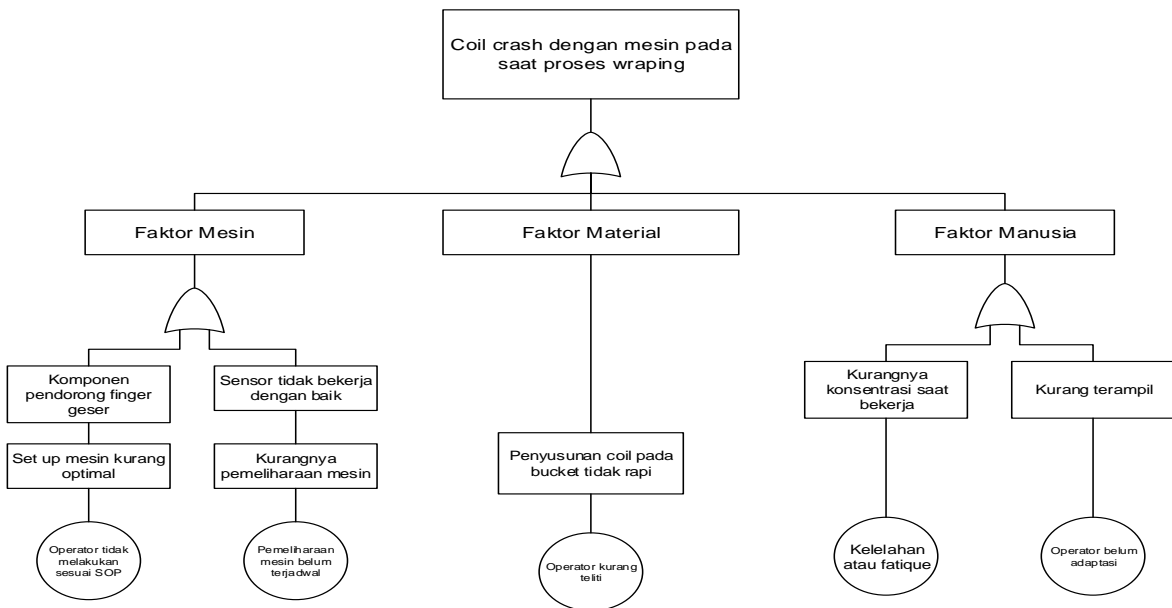 Coil crash dengan mesin pada
saat proses wraping
Faktor Mesin
Faktor Material
Faktor Manusia
Komponen
pendorong finger
geser
Sensor tidak bekerja
dengan baik
Kurangnya
konsentrasi saat
bekerja
Kurang terampil
Set up mesin kurang
optimal
Kurangnya
pemeliharaan mesin
Penyusunan coil pada
bucket tidak rapi
Operator tidak
melakukan
sesuai SOP
Pemeliharaan
mesin belum
terjadwal
Operator kurang
teliti
Kelelahan
atau fatique
Operator belum
adaptasi